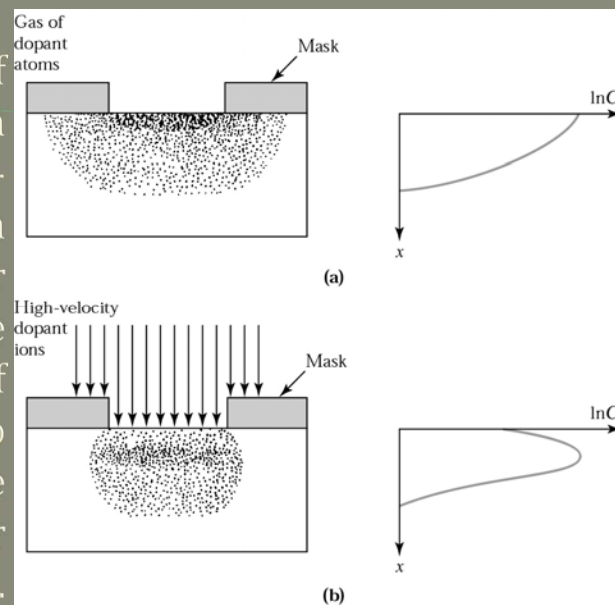 Gas of
dopant
atoms
Mask
lnC
x
(a)
High-velocity
dopant
ions
Mask
lnC
x
(b)